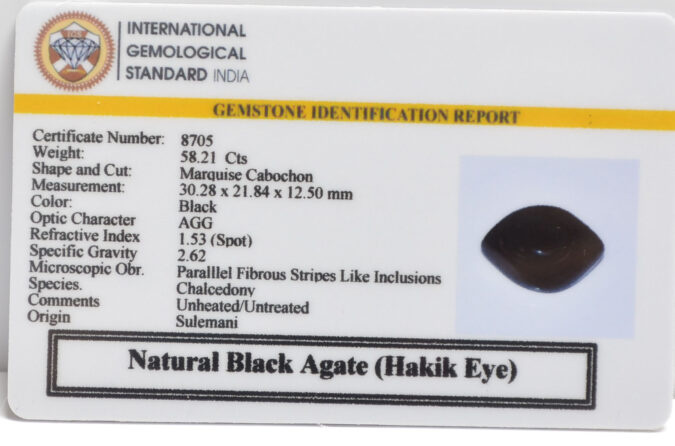 IGS
INTERNATIONAL
GEMOLOGICAL
STANDARD INDIA
GEMSTONE IDENTIFICATION REPORT
Certificate Number: 8705
Weight: 58.21 Cts
Shape and Cut: Marquise Cabochon
Measurement: 30.28 x 21.84 x 12.50 mm
Color: Black
Optic Character AGG
Refractive Index 1.53 (Spot)
Specific Gravity 2.62
Microscopic Obr. Paralllel Fibrous Stripes Like Inclusions
Species. Chalcedony
Comments Unheated/Untreated
Origin Sulemani
Natural Black Agate (Hakik Eye)